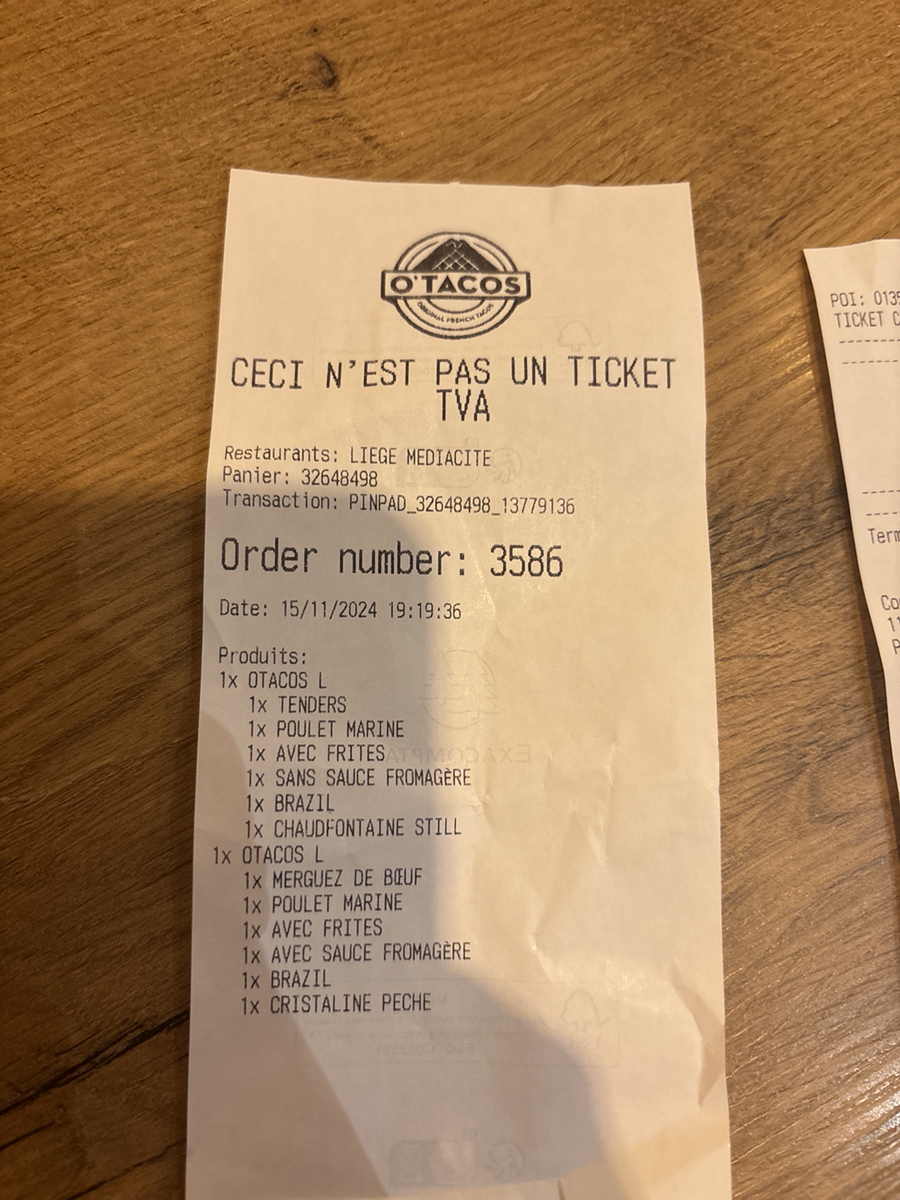 O'TACOS
ORIGINAL FRENCH TACOS
CECI N'EST PAS UN TICKET
TVA
Restaurants: LIEGE MEDIACITE
Panier: 32648498
Transaction: PINPAD_32648498_13779136
Order number: 3586
Date: 15/11/2024 19:19:36
Produits:
1x OTACOS L
1x TENDERS
1x POULET MARINE
1x AVEC FRITES
1x SANS SAUCE FROMAGÈRE
1x BRAZIL
1x CHAUDFONTAINE STILL
1x OTACOS L
1x MERGUEZ DE BŒUF
1x POULET MARINE
1x AVEC FRITES
1x AVEC SAUCE FROMAGÈRE
1x BRAZIL
1x CRISTALINE PECHE
EXACOMPTA
POI:
TICKET